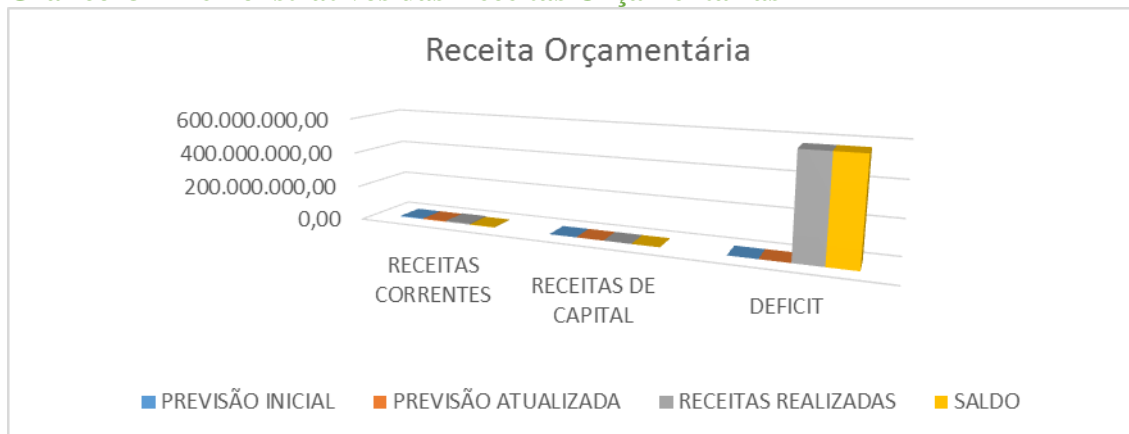 Receita Orçamentária
600.000.000,00
400.000.000,00
200.000.000,00
0,00
RECEITAS
CORRENTES
RECEITAS DE
CAPITAL
DEFICIT
PREVISÃO INICIAL PREVISÃO ATUALIZADA RECEITAS REALIZADAS SALDO